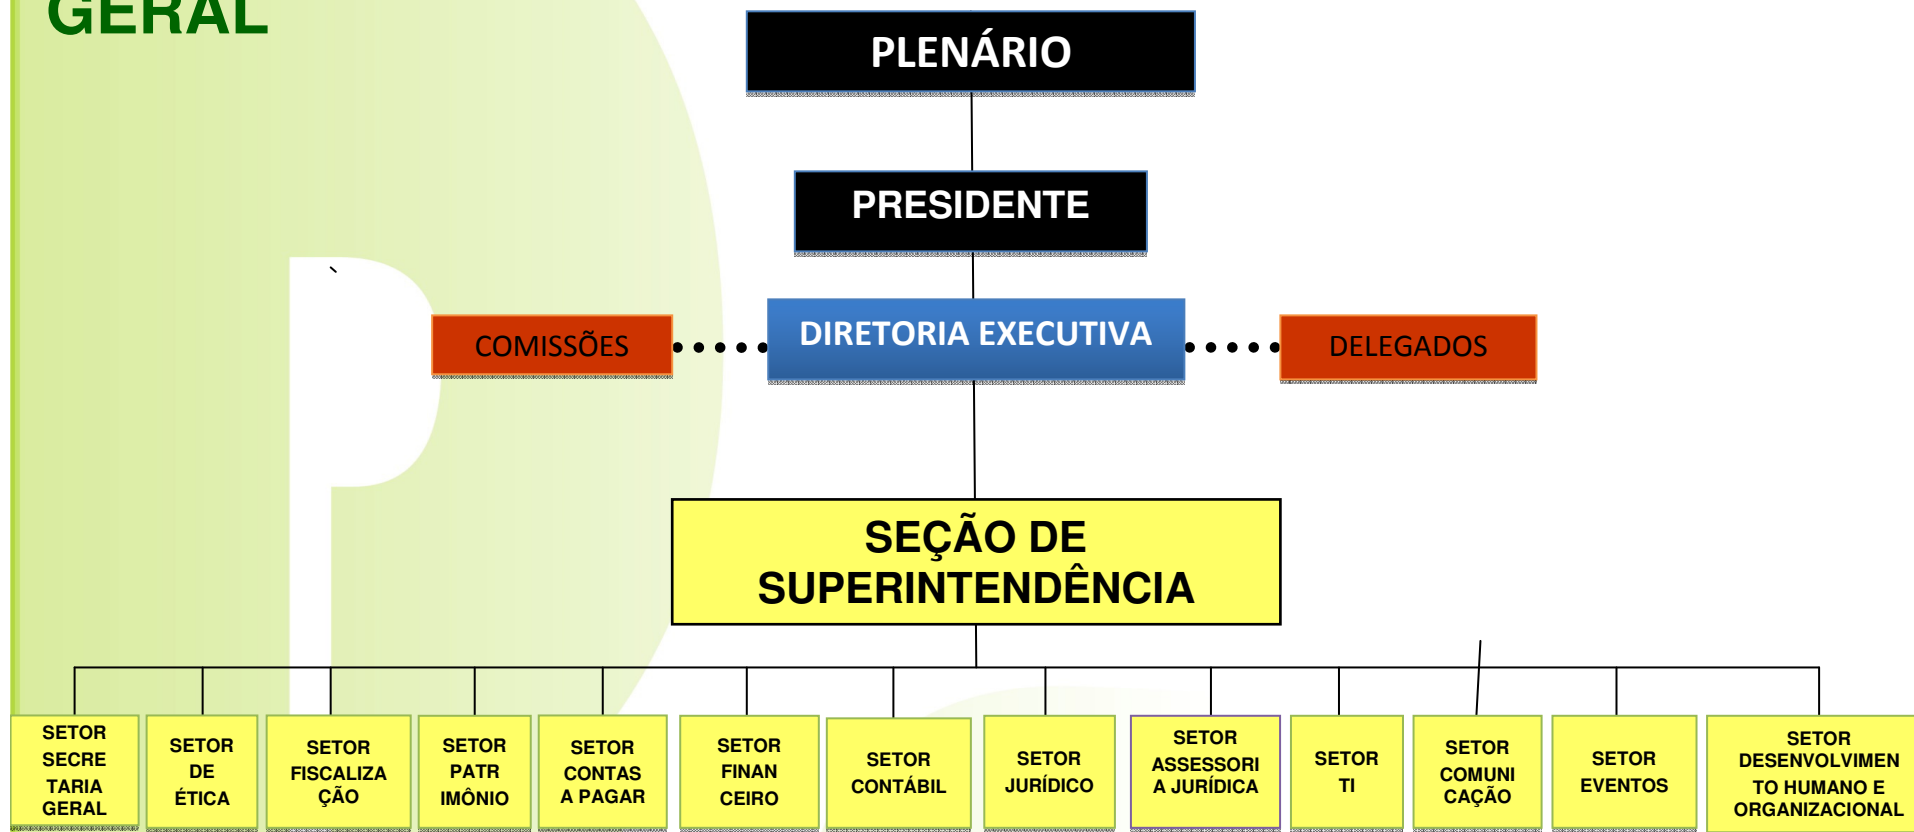 GERAL
PLENÁRIO
PRESIDENTE
COMISSÕES
DIRETORIA EXECUTIVA
DELEGADOS
SEÇÃO DE
SUPERINTENDÊNCIA
SETOR
SECRE
TARIA
GERAL
SETOR
DE
ÉTICA
SETOR
FISCALIZA
ÇÃO
SETOR
PATR
IMÔNIO
SETOR
CONTAS
A PAGAR
SETOR
FINAN
CEIRO
SETOR
CONTÁBIL
SETOR
JURÍDICO
SETOR
ASSESSORI
A JURÍDICA
SETOR
TI
SETOR
COMUNI
CAÇÃO
SETOR
EVENTOS
SETOR
DESENVOLVIMEN
TO HUMANO E
ORGANIZACIONAL